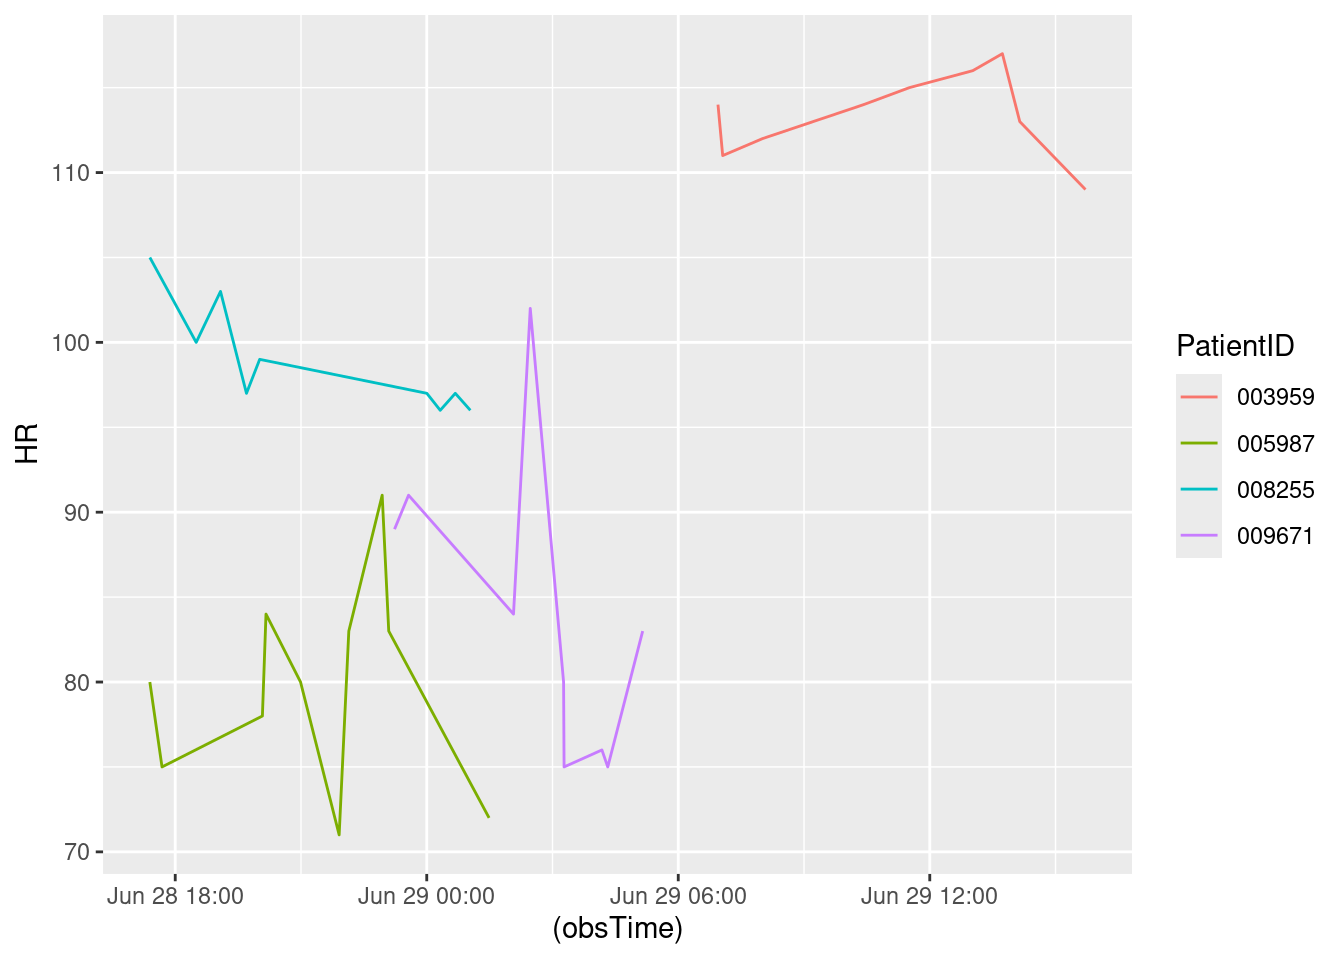 HR
110
100
90
80
70
Jun 28 18:00
Jun 29 00:00
Jun 29 06:00
Jun 29 12:00
(obsTime)
PatientID
003959
005987
008255
009671